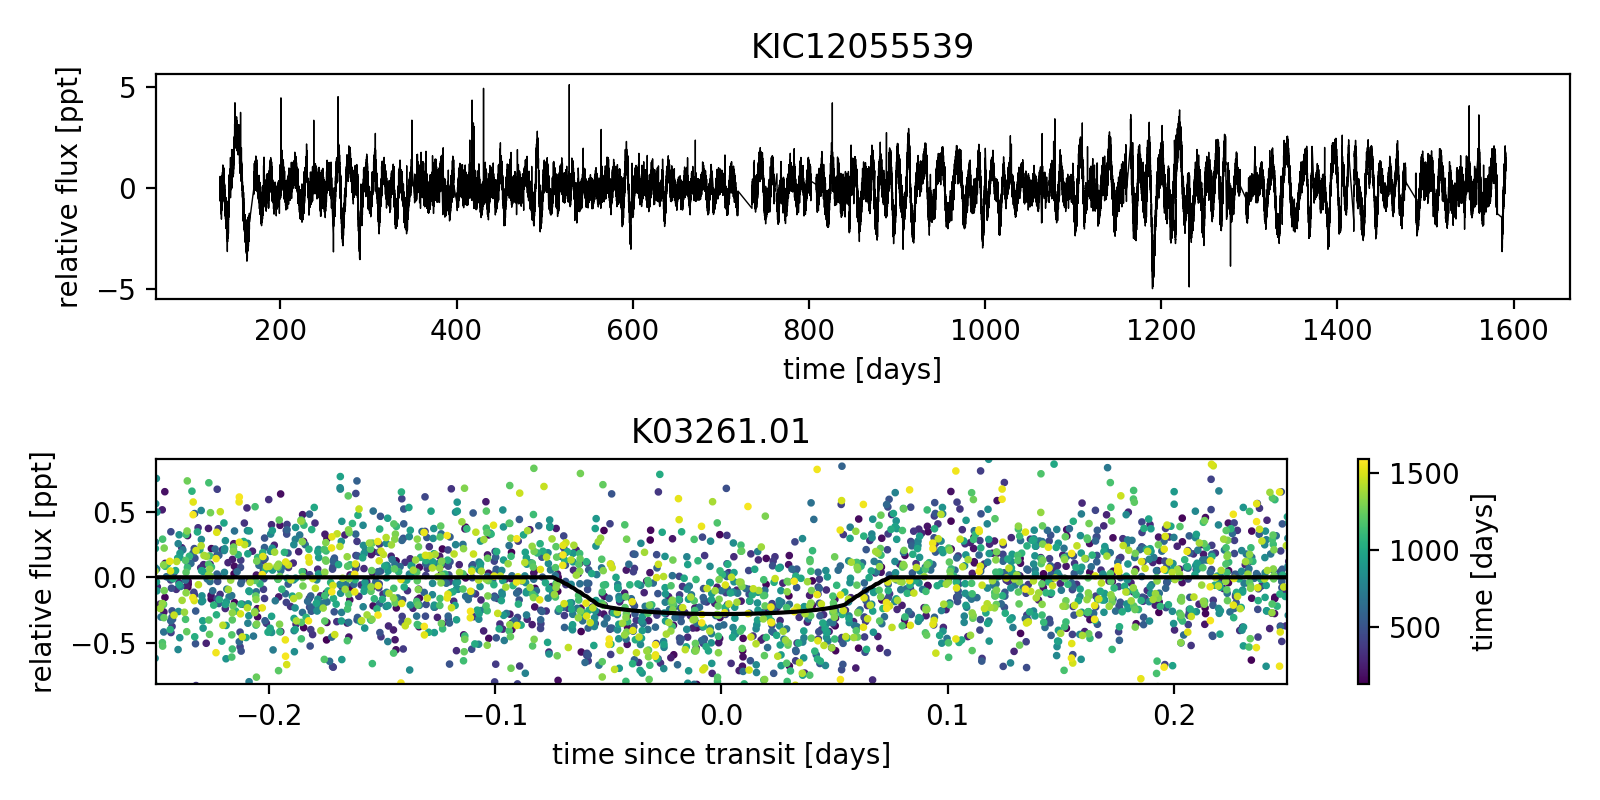 KIC12055539
relative flux [ppt]
5
0
−5
200 400 600 800 1000 1200 1400 1600
time [days]
K03261.01
relative flux [ppt]
0.5
0.0
−0.5
−0.2 −0.1 0.0 0.1 0.2
time since transit [days]
1500
1000
500
time [days]